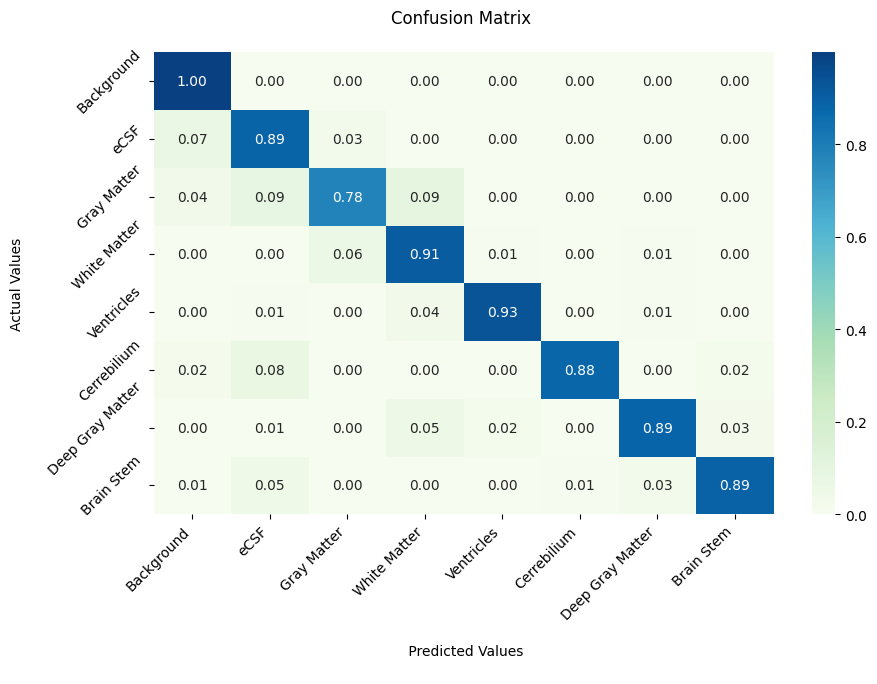 Confusion Matrix
Actual Values
Background 1.00 0.00 0.00 0.00 0.00 0.00 0.00 0.00
eCSF 0.07 0.89 0.03 0.00 0.00 0.00 0.00 0.00
Gray Matter 0.04 0.09 0.78 0.09 0.00 0.00 0.00 0.00
White Matter 0.00 0.00 0.06 0.91 0.01 0.00 0.01 0.00
Ventricles 0.00 0.01 0.00 0.04 0.93 0.00 0.01 0.00
Cerrebilium 0.02 0.08 0.00 0.00 0.00 0.88 0.00 0.02
Deep Gray Matter 0.00 0.01 0.00 0.05 0.02 0.00 0.89 0.03
Brain Stem 0.01 0.05 0.00 0.00 0.00 0.01 0.03 0.89
Background eCSF Gray Matter White Matter Ventricles Cerrebilium Deep Gray Matter Brain Stem
Predicted Values
0.8
0.6
0.4
0.2
0.0